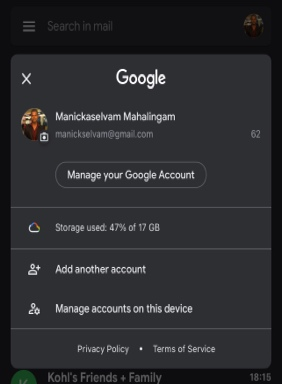 Search in mail
Google
Manickaselvam Mahalingam
manickselvam@gmail.com
62
Manage your Google Account
Storage used: 47% of 17 GB
Add another account
Manage accounts on this device
Privacy Policy • Terms of Service
K Kohl's Friends + Family 18:15